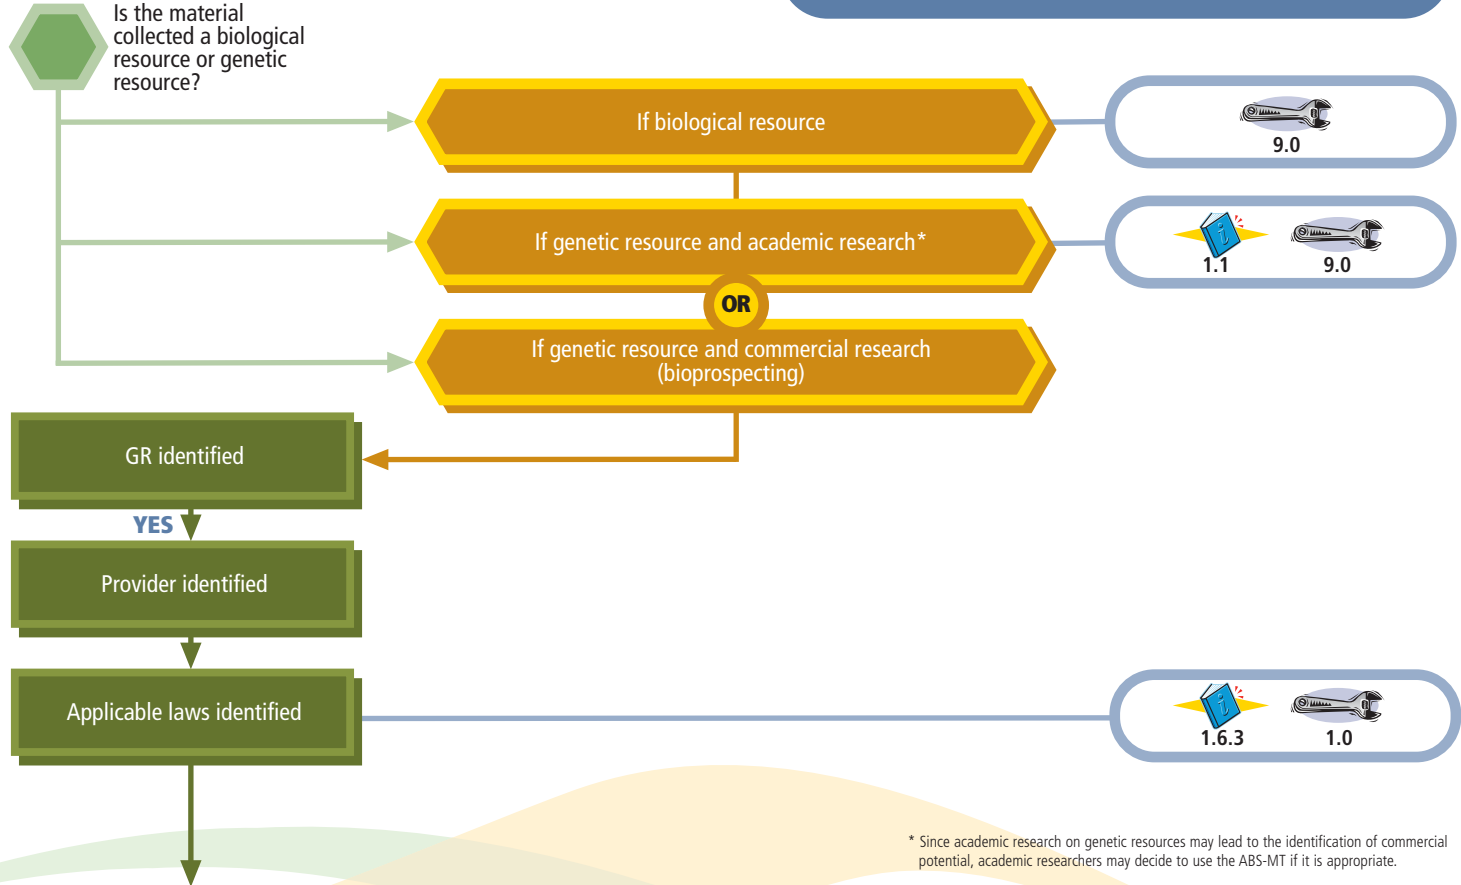 Is the material
collected a biological
resource or genetic
resource?
If biological resource
9.0
If genetic resource and academic research*
1.1
9.0
OR
If genetic resource and commercial research
(bioprospecting)
GR identified
YES
Provider identified
Applicable laws identified
1.6.3
1.0
* Since academic research on genetic resources may lead to the identification of commercial
potential, academic researchers may decide to use the ABS-MT if it is appropriate.